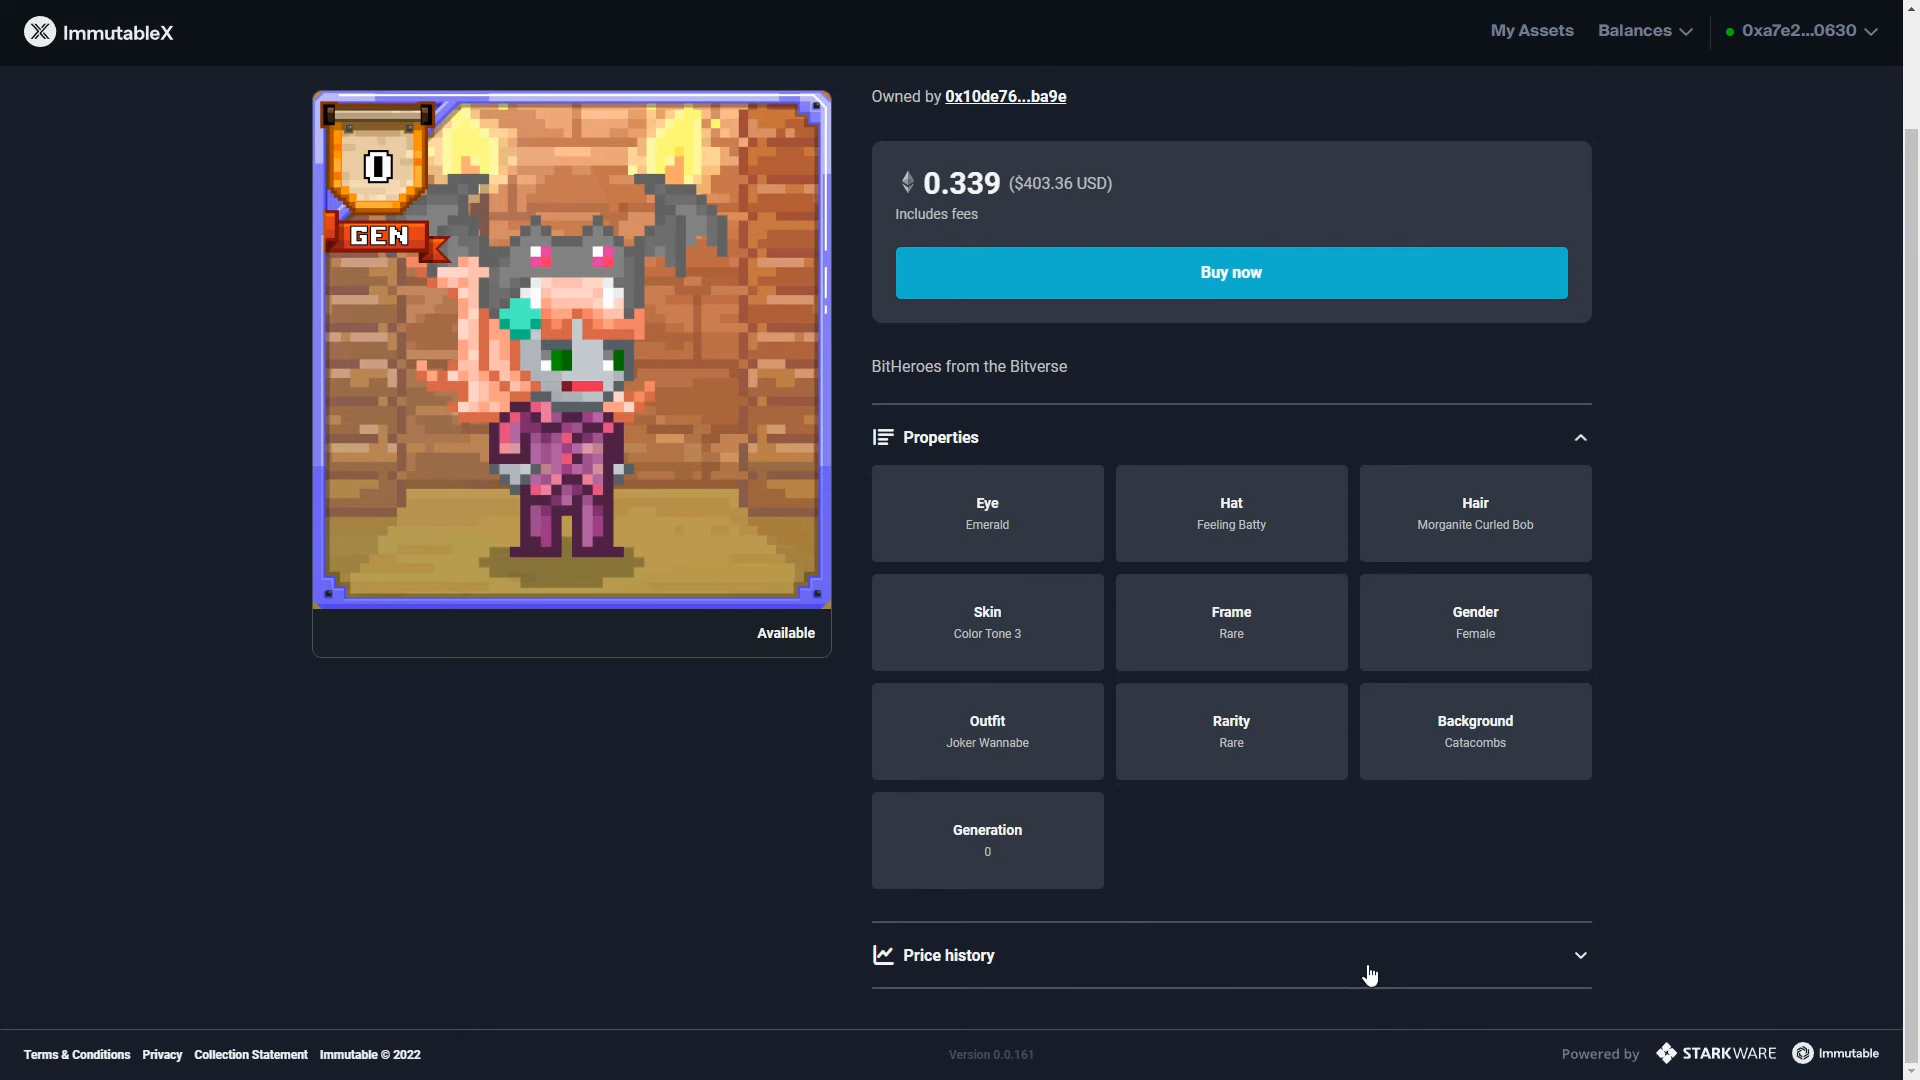 ImmutableX
My Assets
Balances
0xa7e2...0630
0
GEN
Available
Owned by 0x10de76...ba9e
0.339 ($403.36 USD)
Includes fees
Buy now
BitHeroes from the Bitverse
Properties
Eye
Emerald
Hat
Feeling Batty
Hair
Morganite Curled Bob
Skin
Color Tone 3
Frame
Rare
Gender
Female
Outfit
Joker Wannabe
Rarity
Rare
Background
Catacombs
Generation
0
Price history
Terms & Conditions
Privacy
Collection Statement
Immutable © 2022
Version 0.0.161
Powered by
STARKWARE
Immutable